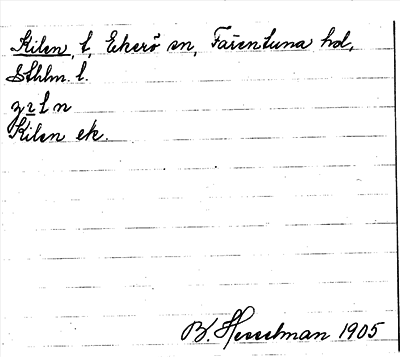 Kilen, t, Ekerö sn, Färentuna hd,
Sthlm. l.
Kilen ek.
B. Hesselman 1905